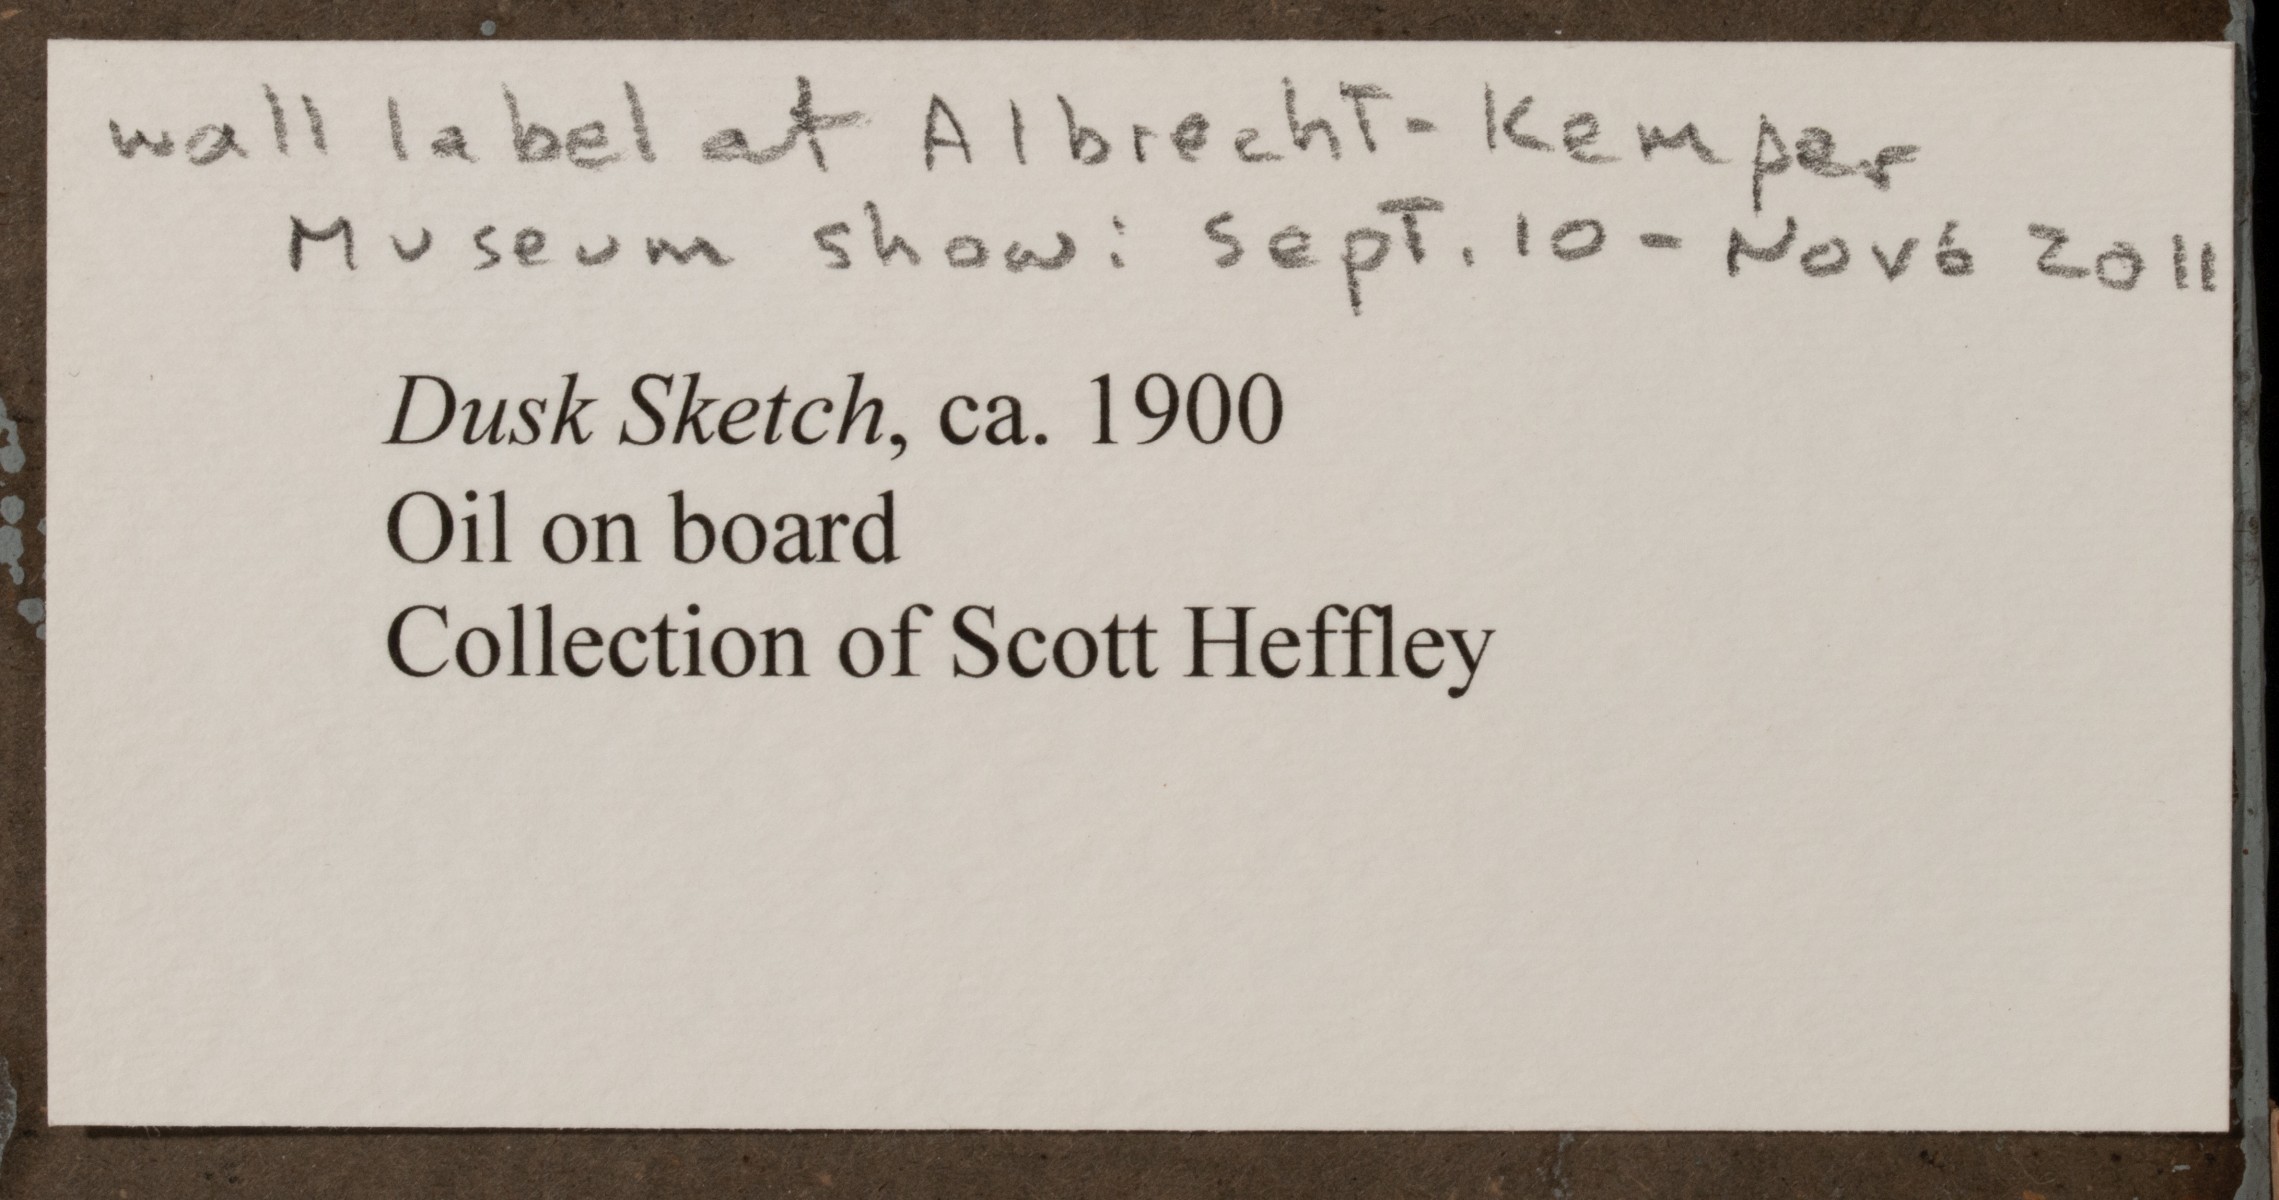 wall label at Albrecht-Kemper
Museum show: Sept. 10 - Nov 6 2011
Dusk Sketch, ca. 1900
Oil on board
Collection of Scott Heffley